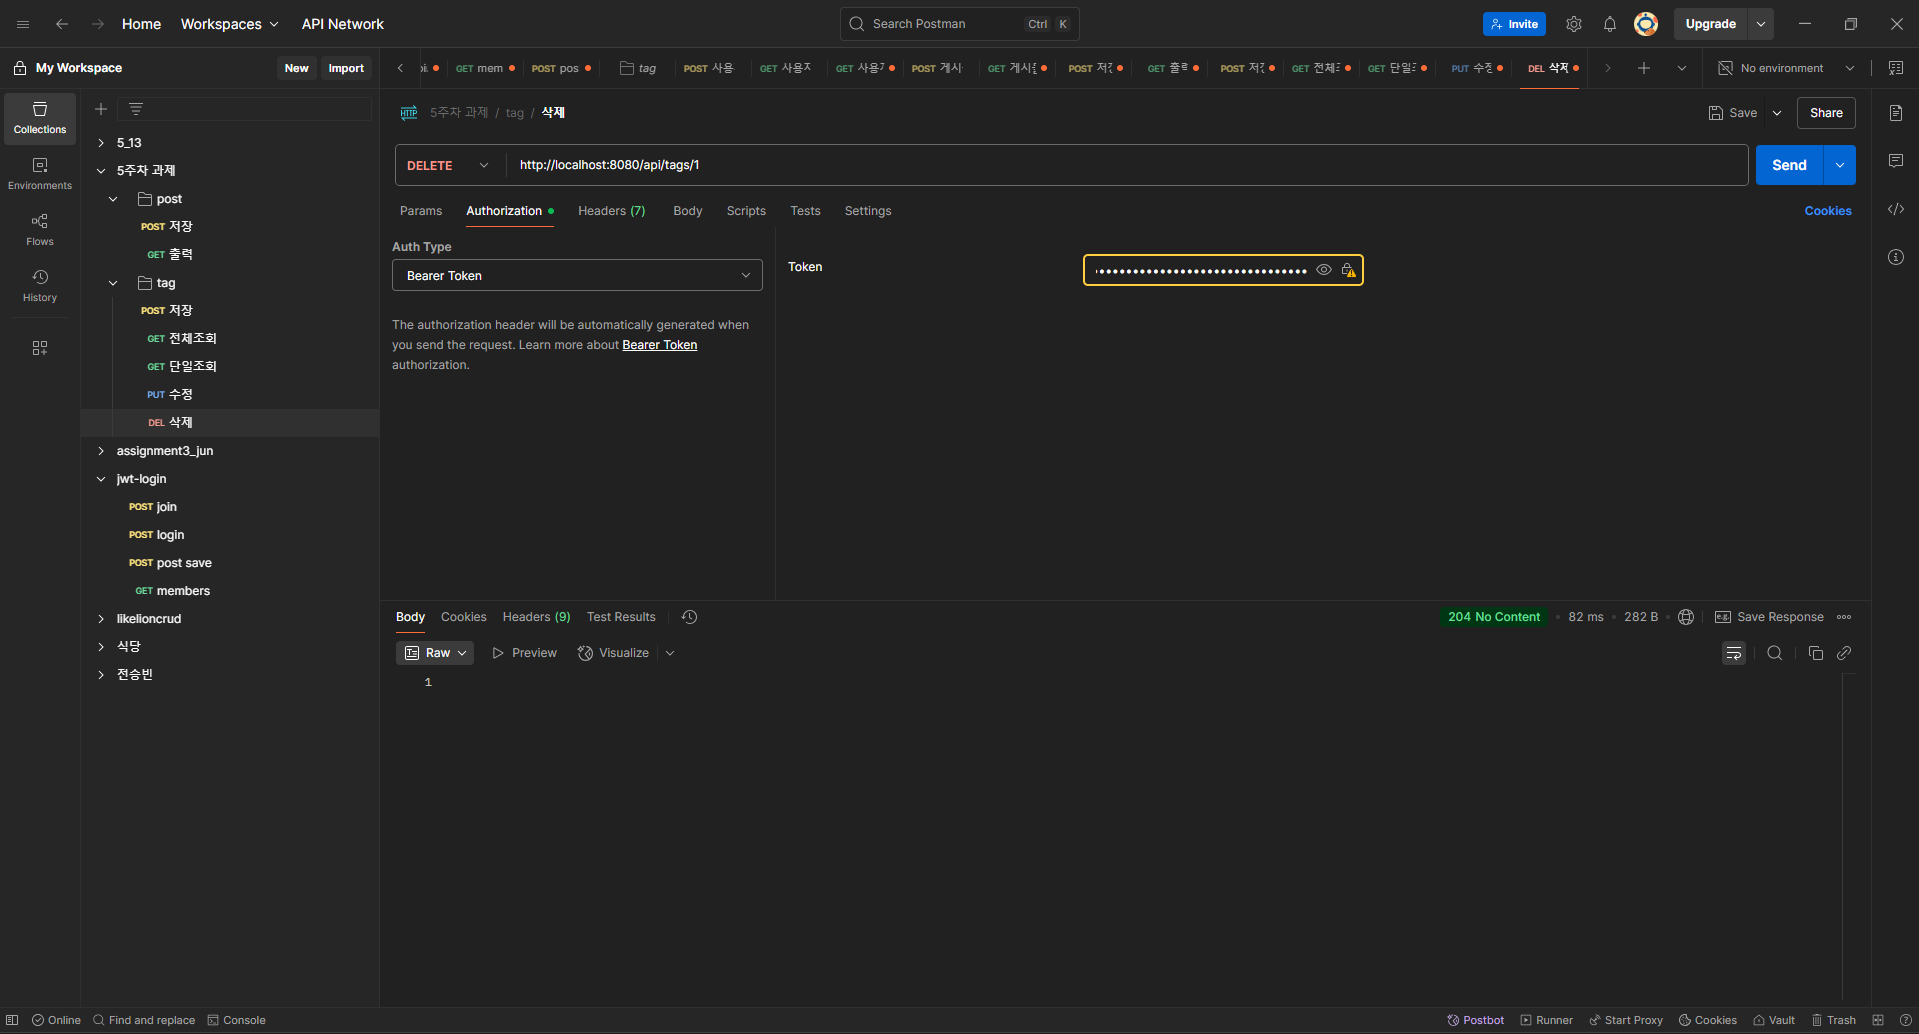 Home Workspaces API Network Search Postman Ctrl K Invite Upgrade
My Workspace New Import GET mem POST pos tag POST 사용 GET 사용자 GET POST 게시 GET POST 저장 GET 출력 POST GET 전체조 GET 단일조 PUT 수정 DEL 삭제 No environment
Collections
Environments
Flows
History
5_13
5주차 과제
post
POST 저장
GET 출력
tag
POST 저장
GET 전체조회
GET 단일조회
PUT 수정
DEL 삭제
assignment3_jun
jwt-login
POST join
POST login
POST post save
GET members
likelioncrud
식당
전승빈
HTTP 5주차 과제 / tag / 삭제 Save Share
DELETE http://localhost:8080/api/tags/1 Send
Params Authorization Headers (7) Body Scripts Tests Settings Cookies
Auth Type
Bearer Token
The authorization header will be automatically generated when
you send the request. Learn more about Bearer Token
authorization.
Token
Body Cookies Headers (9) Test Results 204 No Content 82 ms 282 B e.g. Save Response
Raw Preview Visualize
1
Online Find and replace Console Postbot Runner Start Proxy Cookies Vault Trash